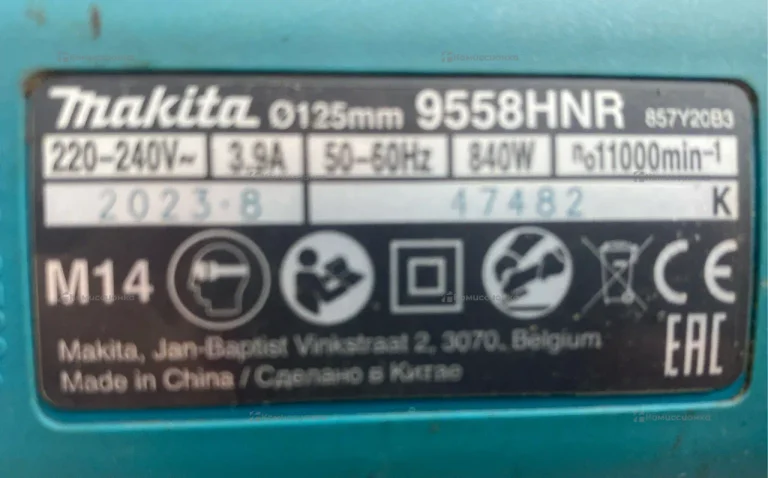 makita Ø125mm 9558HNR 857Y20B3
220-240V~ 3.9A 50-60Hz 840W n₀11000min⁻¹
2023·8 47482 K
M14 CE
EAC
Makita, Jan-Baptist Vinkstraat 2, 3070, Belgium
Made in China / Сделано в Китае